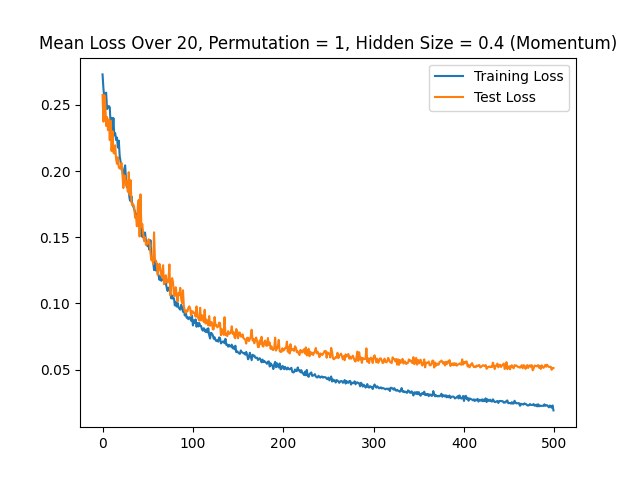 Mean Loss Over 20, Permutation = 1, Hidden Size = 0.4 (Momentum)
Training Loss
Test Loss
0.25
0.20
0.15
0.10
0.05
0 100 200 300 400 500